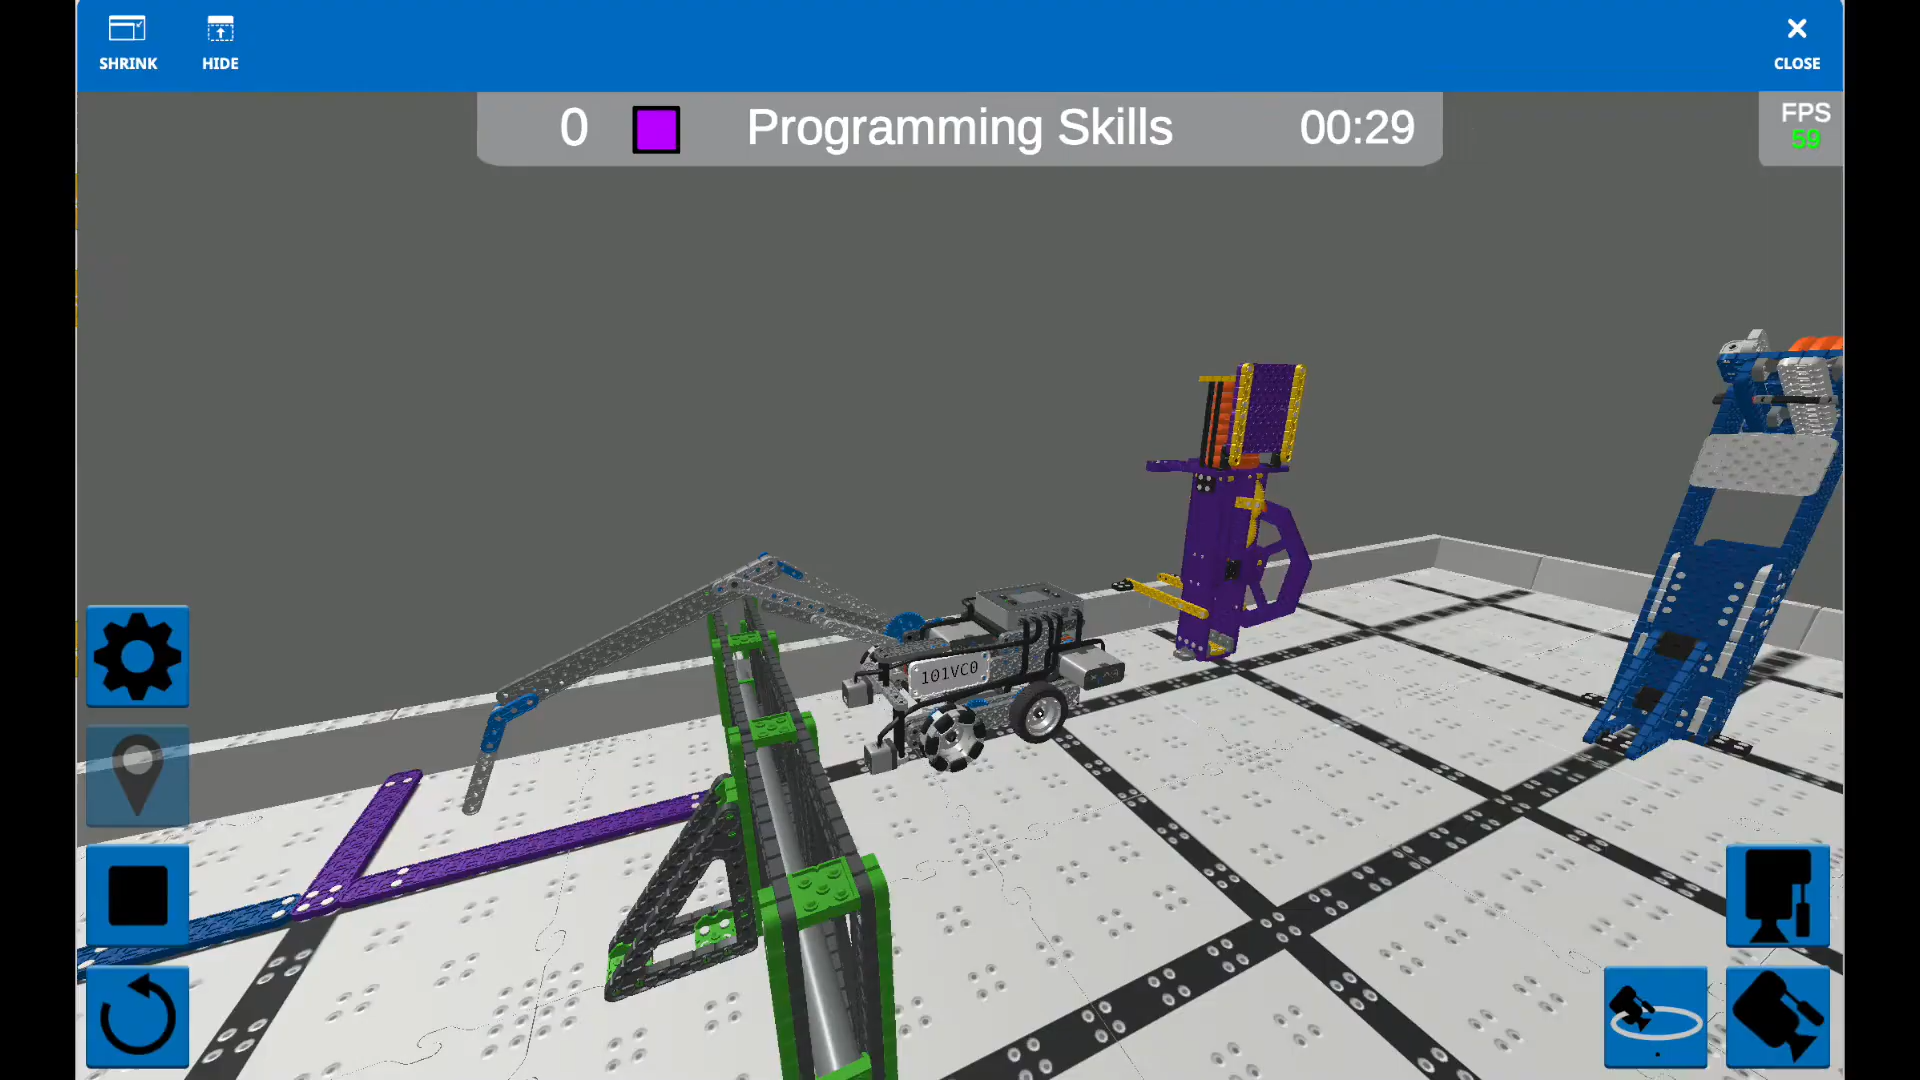 SHRINK
HIDE
CLOSE
0
Programming Skills
00:29
FPS
59
101VC0